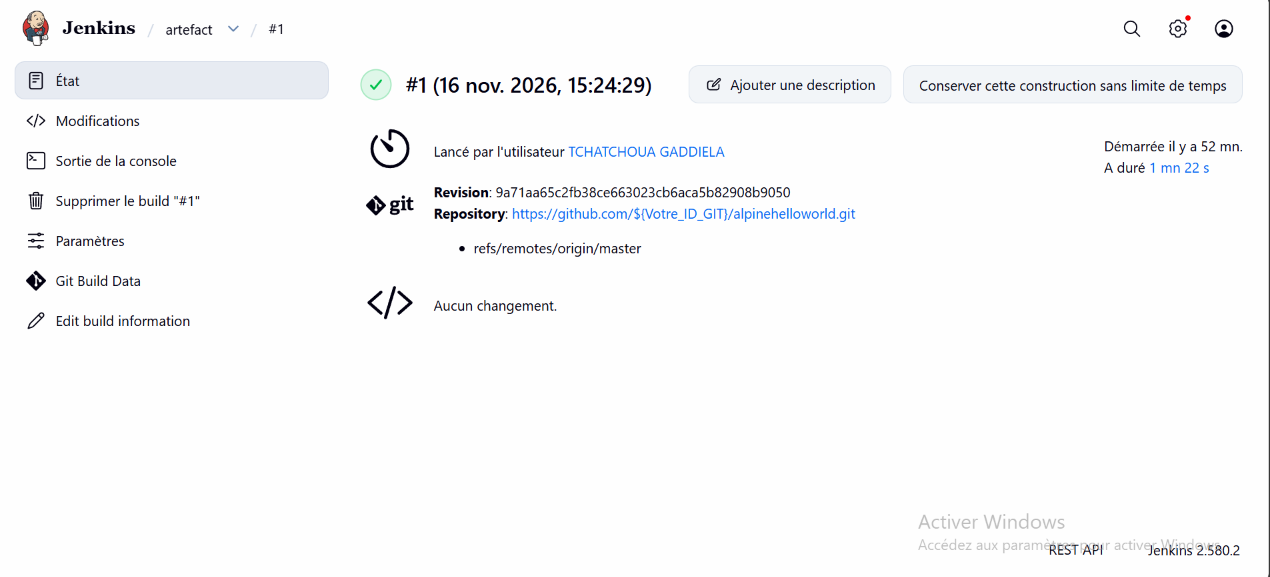 Jenkins / artefact / #1
État
Modifications
Sortie de la console
Supprimer le build "#1"
Paramètres
Git Build Data
Edit build information
#1 (16 nov. 2026, 15:24:29)
Ajouter une description
Conserver cette construction sans limite de temps
Lancé par l'utilisateur TCHATCHOUA GADDIELA
Démarrée il y a 52 mn.
A duré 1 mn 22 s
git
Revision: 9a71aa65c2fb38ce663023cb6aca5b82908b9050
Repository: https://github.com/${Votre_ID_GIT}/alpinehelloworld.git
refs/remotes/origin/master
Aucun changement.
Activer Windows
Accédez aux paramètres pour activer Windows.
REST API
Jenkins 2.580.2